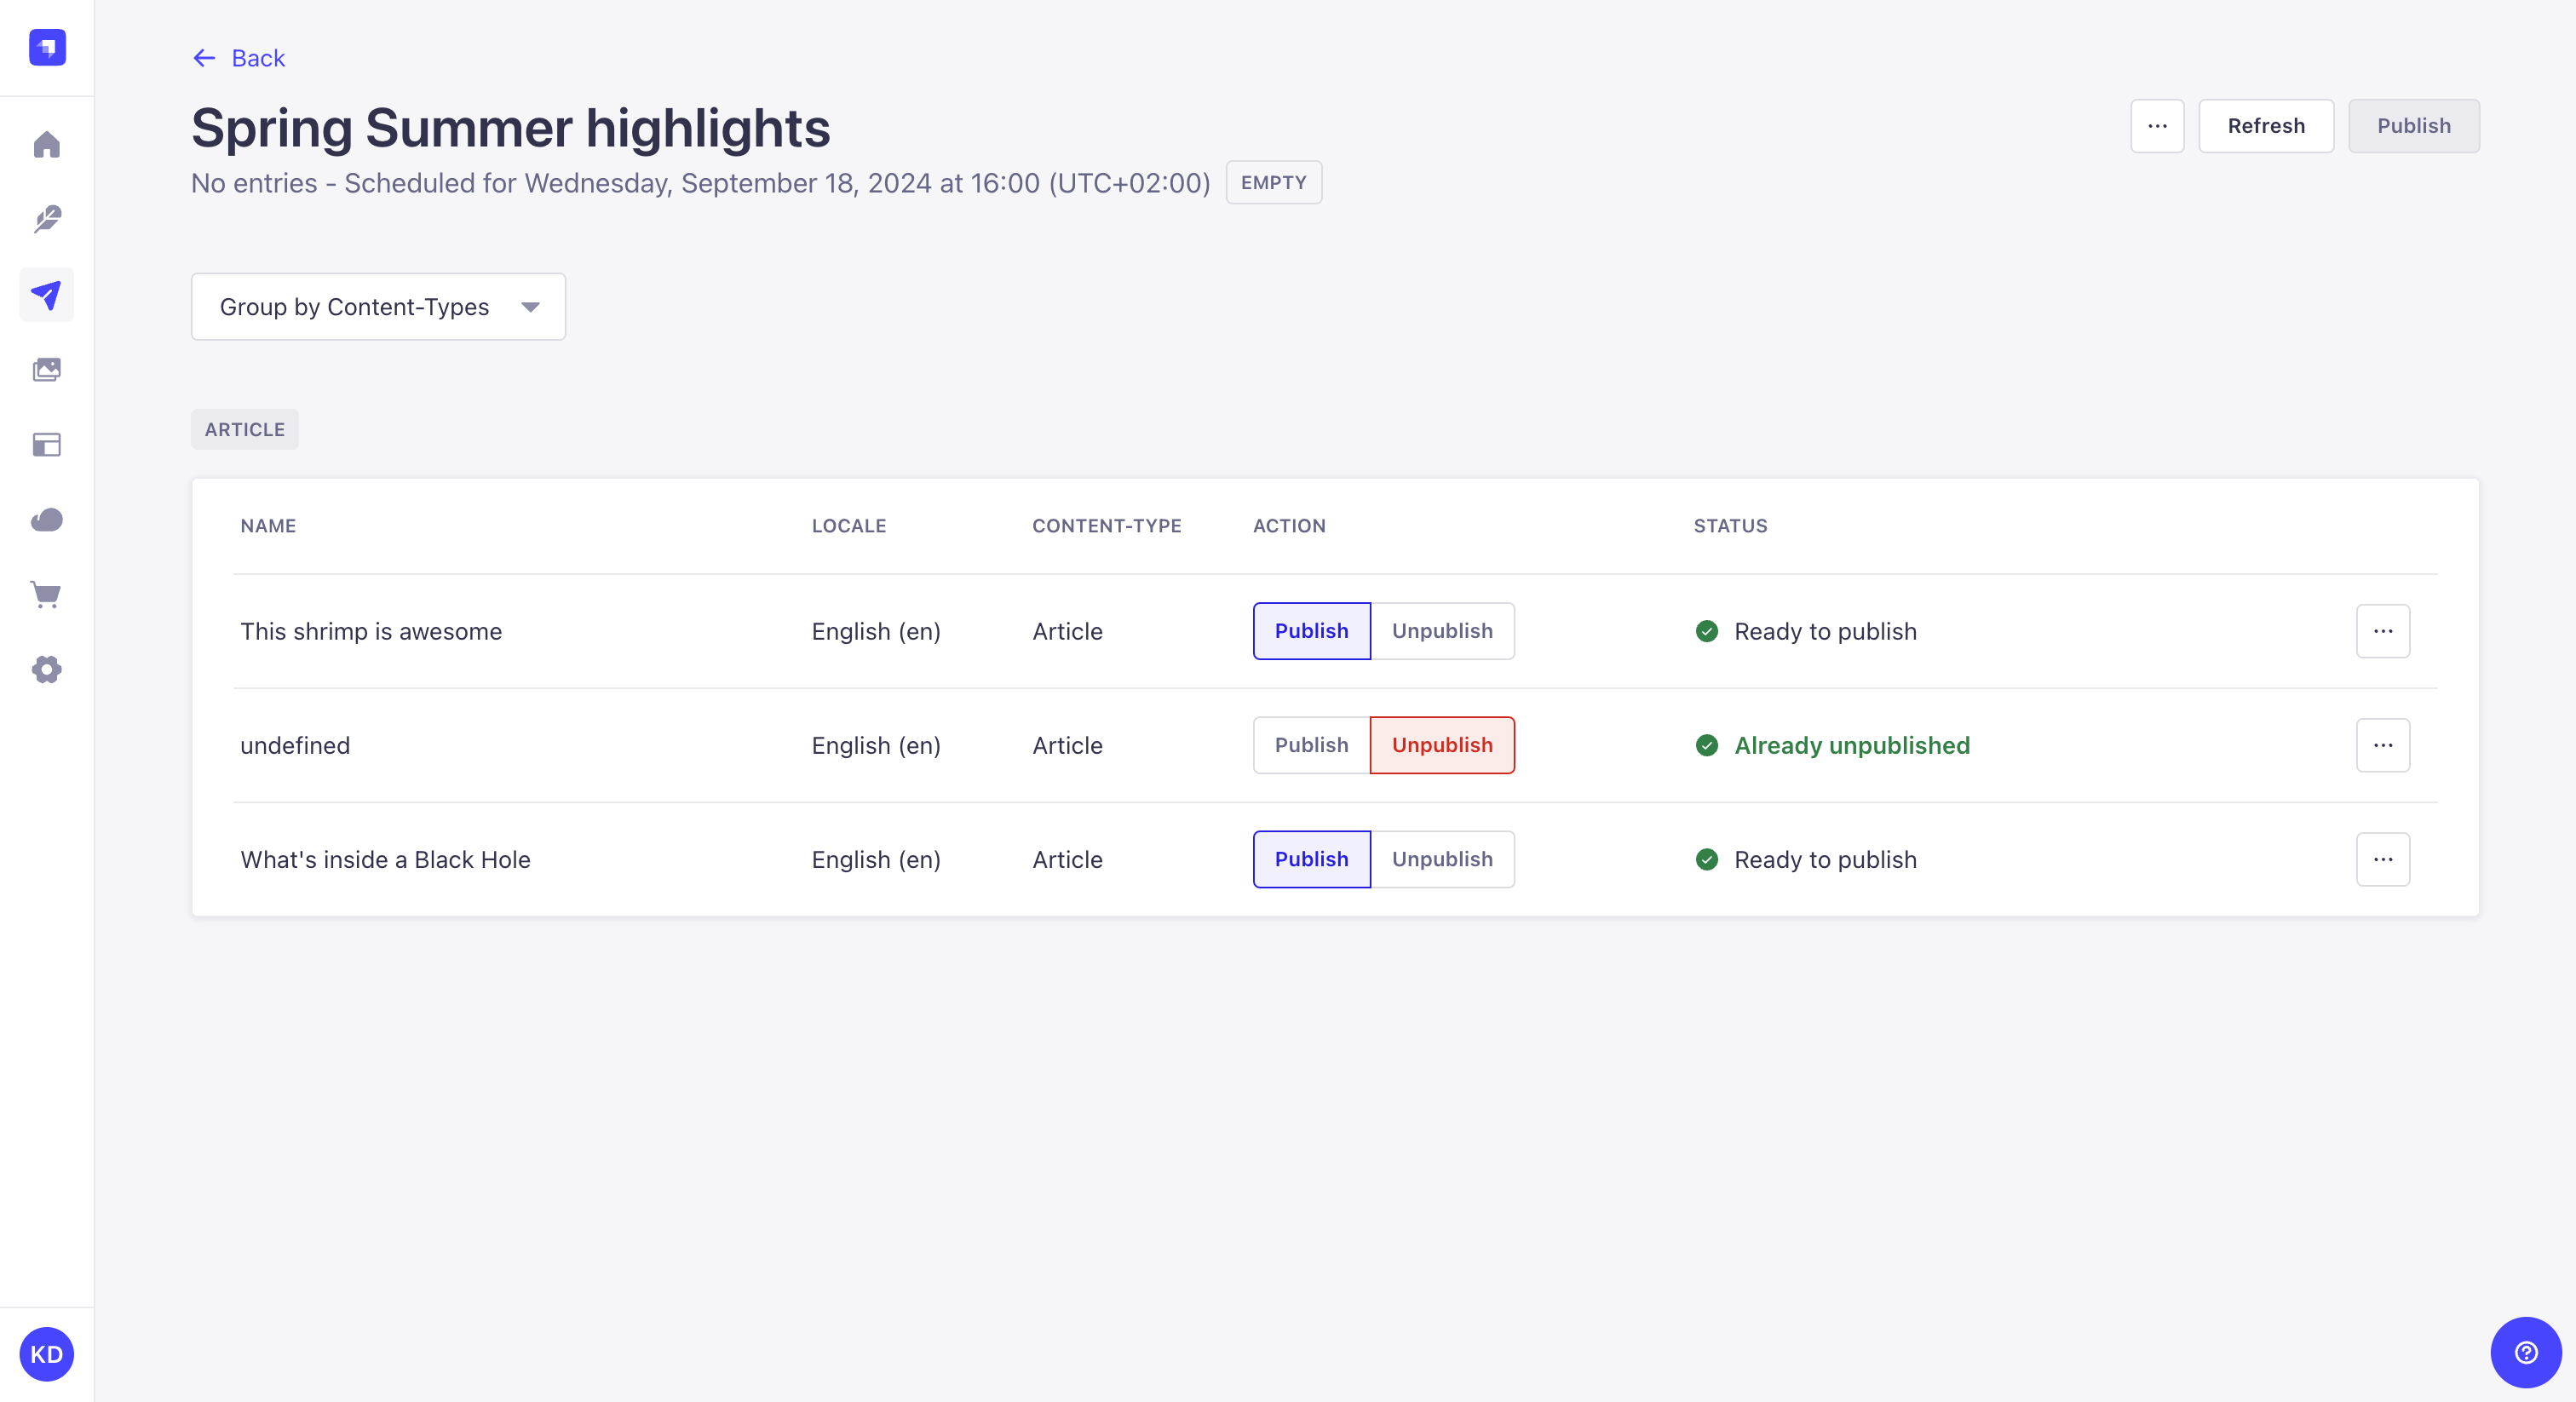 Back
Spring Summer highlights
... Refresh Publish
No entries - Scheduled for Wednesday, September 18, 2024 at 16:00 (UTC+02:00) EMPTY
Group by Content-Types
ARTICLE
NAME LOCALE CONTENT-TYPE ACTION STATUS
This shrimp is awesome English (en) Article Publish Unpublish Ready to publish ...
undefined English (en) Article Publish Unpublish Already unpublished ...
What's inside a Black Hole English (en) Article Publish Unpublish Ready to publish ...
KD
?